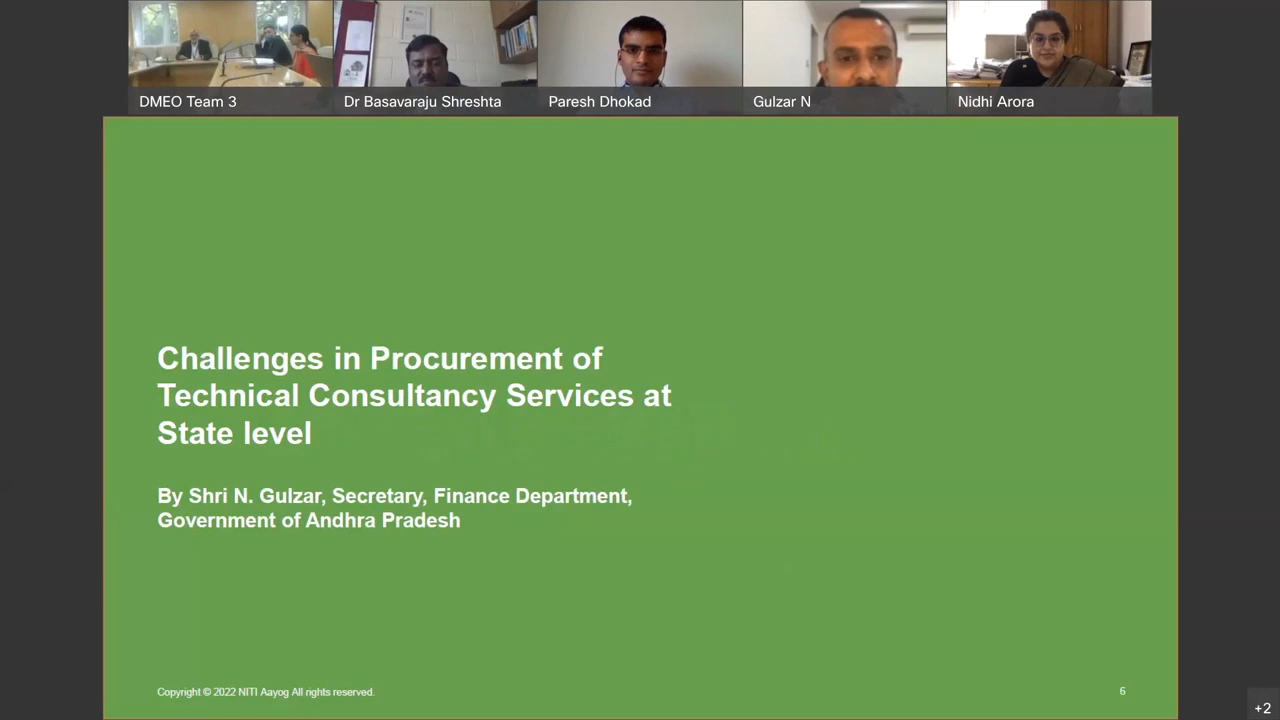 DMEO Team 3
Dr Basavaraju Shreshta
Paresh Dhokad
Gulzar N
Nidhi Arora
Challenges in Procurement of
Technical Consultancy Services at
State level
By Shri N. Gulzar, Secretary, Finance Department,
Government of Andhra Pradesh
Copyright © 2022 NITI Aayog All rights reserved.
6
+2